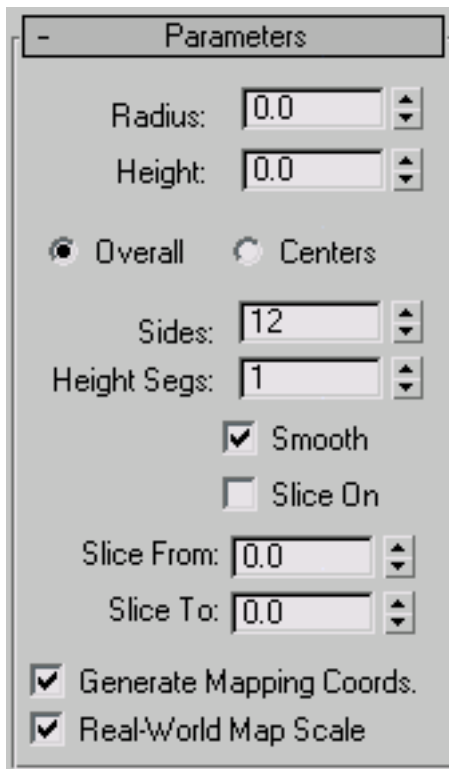 - Parameters
Radius: 0.0
Height: 0.0
Overall Centers
Sides: 12
Height Segs: 1
Smooth
Slice On
Slice From: 0.0
Slice To: 0.0
Generate Mapping Coords.
Real-World Map Scale